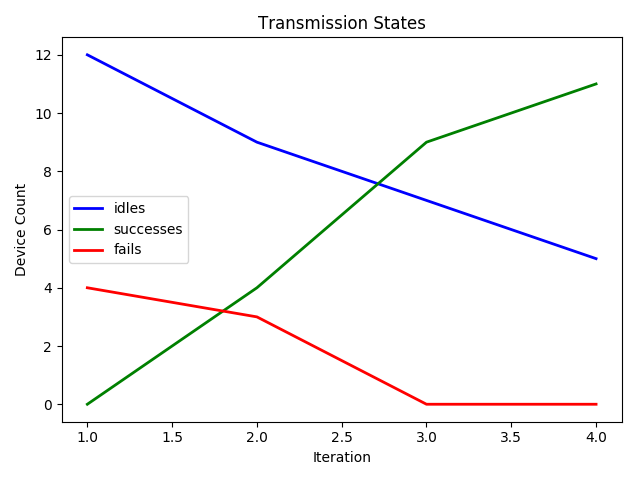 Transmission States
Device Count
12
10
8
6
4
2
0
idles
successes
fails
1.0 1.5 2.0 2.5 3.0 3.5 4.0
Iteration